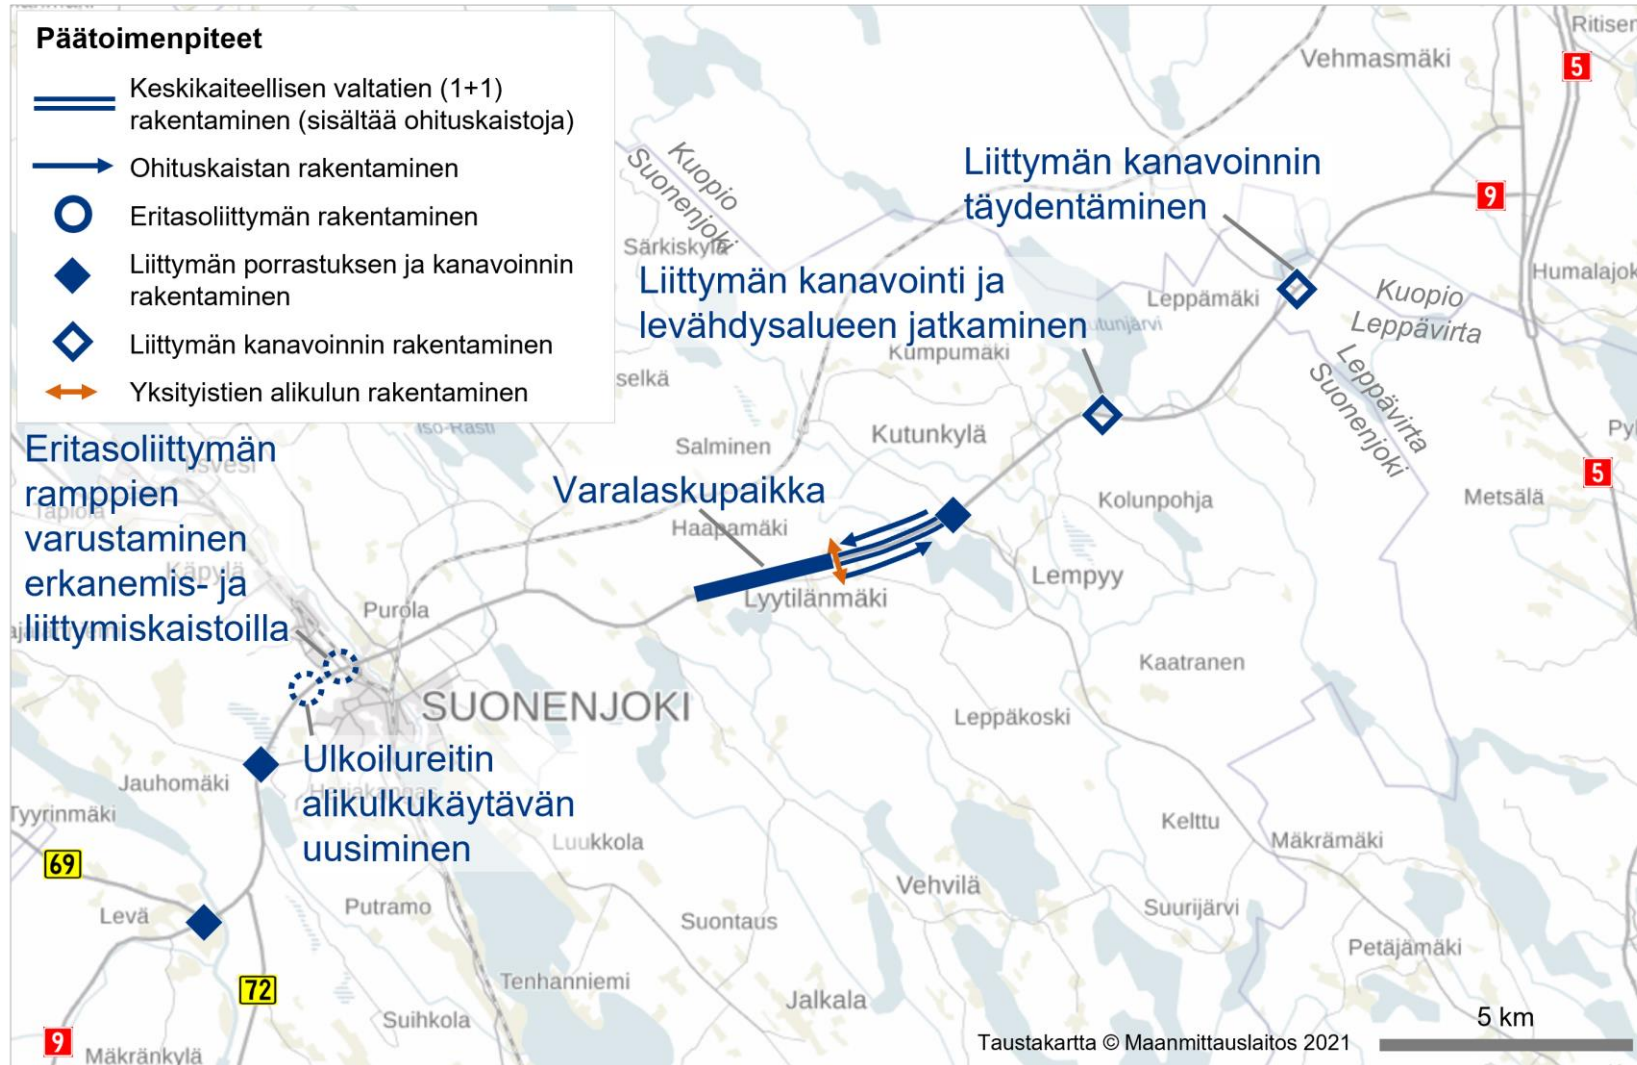 Päätoimenpiteet
Keskikaiteellisen valtatien (1+1)
rakentaminen (sisältää ohituskaistoja)
Ohituskaistan rakentaminen
Eritasoliittymän rakentaminen
Liittymän porrastuksen ja kanavoinnin
rakentaminen
Liittymän kanavoinnin rakentaminen
Yksityistien alikulun rakentaminen
Vehmasmäki
5
9
Kuopio
Suonenjoki
Särkiskylä
Liittymän kanavoinnin
täydentäminen
Humalajok
Kuopio
Leppävirta
Leppävirta
Suonenjoki
Leppämäki
Liittymän kanavointi ja
levähdysalueen jatkaminen
Kumpumäki
selkä
Iso-Rasti
Salminen
Kutunkylä
Kolunpohja
5
Metsälä
Eritasoliittymän
ramppien
varustaminen
erkanemis- ja
liittymiskaistoilla
Käpylä
Varalaskupaikka
Haapamäki
Lempyy
Lyytilänmäki
Purola
Kaatranen
SUONENJOKI
Leppäkoski
Ulkoilureitin
alikulkukäytävän
uusiminen
Jauhomäki
Tyyrinmäki
69
Luukkola
Kelttu
Mäkrämäki
Vehvilä
Levä
Putramo
Suontaus
Suurijärvi
Petäjämäki
72
Tenhanniemi
Jalkala
Suihkola
9
Mäkränkylä
5 km
Taustakartta © Maanmittauslaitos 2021